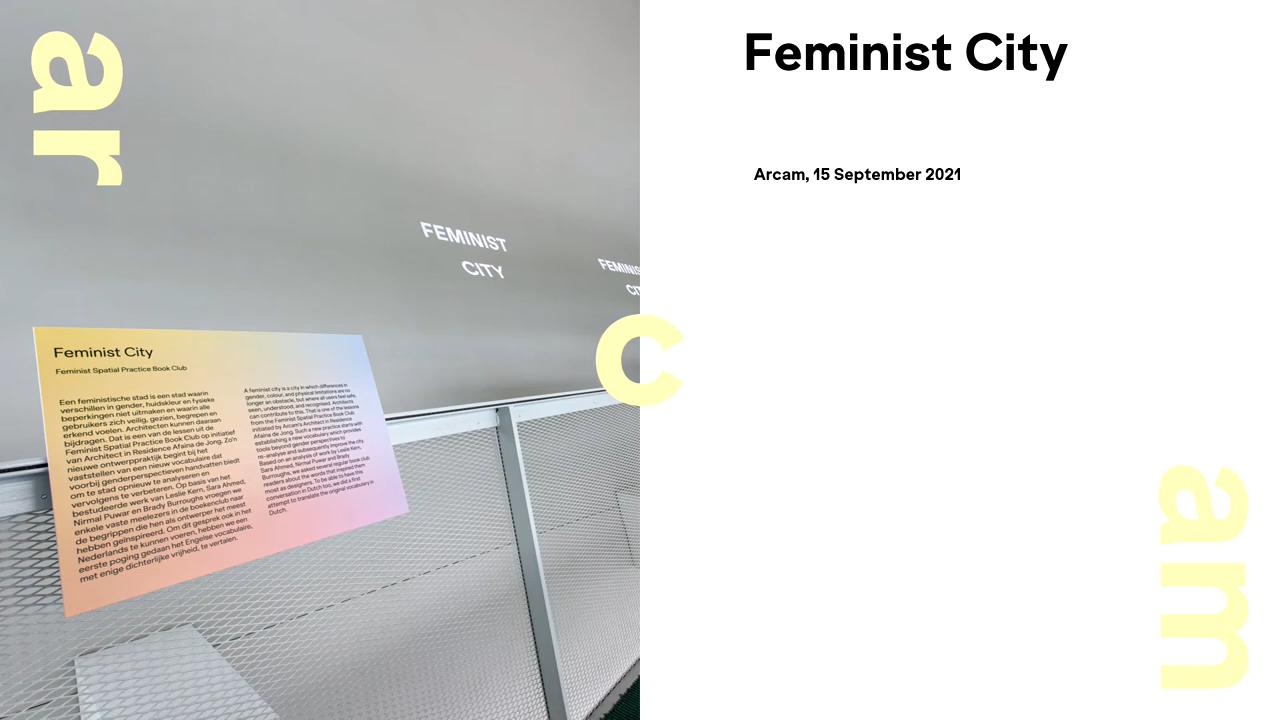 ar
c
am
Feminist City
Arcam, 15 September 2021
FEMINIST
CITY
FEMINIS
CIT
Feminist City
Feminist Spatial Practice Book Club
Een feministische stad is een stad waarin
verschillen in gender, huidskleur en fysieke
beperkingen niet uitmaken en waarin alle
gebruikers zich veilig, gezien, begrepen en
erkend voelen. Architecten kunnen daaraan
bijdragen. Dat is een van de lessen uit de
Feminist Spatial Practice Book Club op initiatief
van Architect in Residence Afaina de Jong. Zo'n
nieuwe ontwerppraktijk begint bij het
vaststellen van een nieuw vocabulaire dat
voorbij genderperspectieven handvatten biedt
om te stad opnieuw te analyseren en
vervolgens te verbeteren. Op basis van het
bestudeerde werk van Leslie Kern, Sara Ahmed,
Nirmal Puwar en Brady Burroughs vroegen we
enkele vaste meelezers in de boekenclub naar
de begrippen die hen als ontwerper het meest
hebben geïnspireerd. Om dit gesprek ook in het
Nederlands te kunnen voeren, hebben we een
eerste poging gedaan het Engelse vocabulaire,
met enige dichterlijke vrijheid, te vertalen.
A feminist city is a city in which differences in
gender, colour, and physical limitations are no
longer an obstacle, but where all users feel safe,
seen, understood, and recognised. Architects
can contribute to this. That is one of the lessons
from the Feminist Spatial Practice Book Club
initiated by Arcam's Architect in Residence
Afaina de Jong. Such a new practice starts with
establishing a new vocabulary which provides
tools beyond gender perspectives to
re-analyse and subsequently improve the city.
Based on an analysis of work by Leslie Kern,
Sara Ahmed, Nirmal Puwar and Brady
Burroughs, we asked several regular book club
readers about the words that inspired them
most as designers. To be able to have this
conversation in Dutch too, we did a first
attempt to translate the original vocabulary in
Dutch.